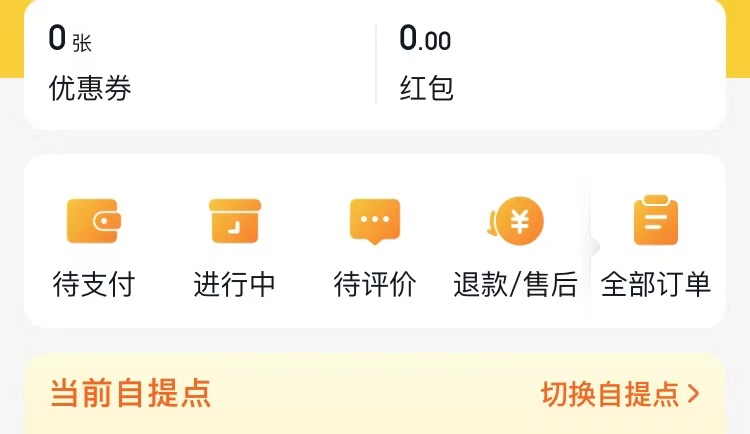 0 张 0.00
优惠券 红包
待支付 进行中 待评价 退款/售后 全部订单
当前自提点 切换自提点